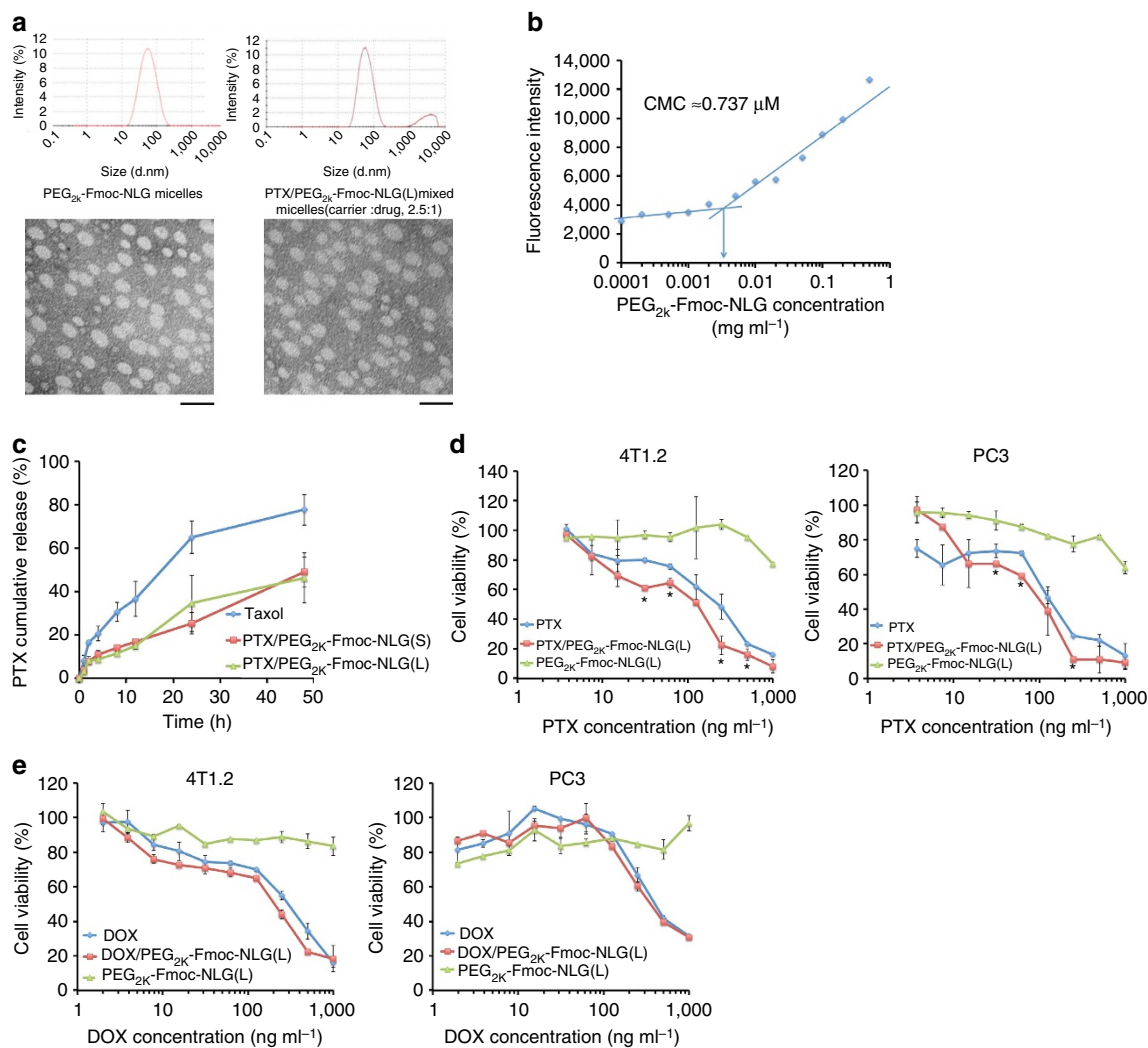 a
Intensity (%)
12
10
8
6
4
2
0
0.1
1
10
100
1,000
10,000
Size (d.nm)
PEG2k-Fmoc-NLG micelles
Intensity (%)
12
10
8
6
4
2
0
0.1
1
10
100
1,000
10,000
Size (d.nm)
PTX/PEG2k-Fmoc-NLG(L)mixed
micelles(carrier :drug, 2.5:1)
b
Fluorescence intensity
14,000
12,000
10,000
8,000
6,000
4,000
2,000
0
CMC ≈0.737 μM
0.0001
0.001
0.01
0.1
1
PEG2k-Fmoc-NLG concentration
(mg ml−1)
c
PTX cumulative release (%)
100
80
60
40
20
0
Taxol
PTX/PEG2K-Fmoc-NLG(S)
PTX/PEG2K-Fmoc-NLG(L)
0 10 20 30 40 50
Time (h)
d
4T1.2
Cell viability (%)
140
120
100
80
60
40
20
0
PTX
PTX/PEG2K-Fmoc-NLG(L)
PEG2K-Fmoc-NLG(L)
* * * *
1 10 100 1,000
PTX concentration (ng ml−1)
PC3
Cell viability (%)
120
100
80
60
40
20
0
PTX
PTX/PEG2K-Fmoc-NLG(L)
PEG2K-Fmoc-NLG(L)
* * *
1 10 100 1,000
PTX concentration (ng ml−1)
e
4T1.2
Cell viability (%)
120
100
80
60
40
20
0
DOX
DOX/PEG2K-Fmoc-NLG(L)
PEG2K-Fmoc-NLG(L)
1 10 100 1,000
DOX concentration (ng ml−1)
PC3
Cell viability (%)
120
100
80
60
40
20
0
DOX
DOX/PEG2K-Fmoc-NLG(L)
PEG2K-Fmoc-NLG(L)
1 10 100 1,000
DOX concentration (ng ml−1)